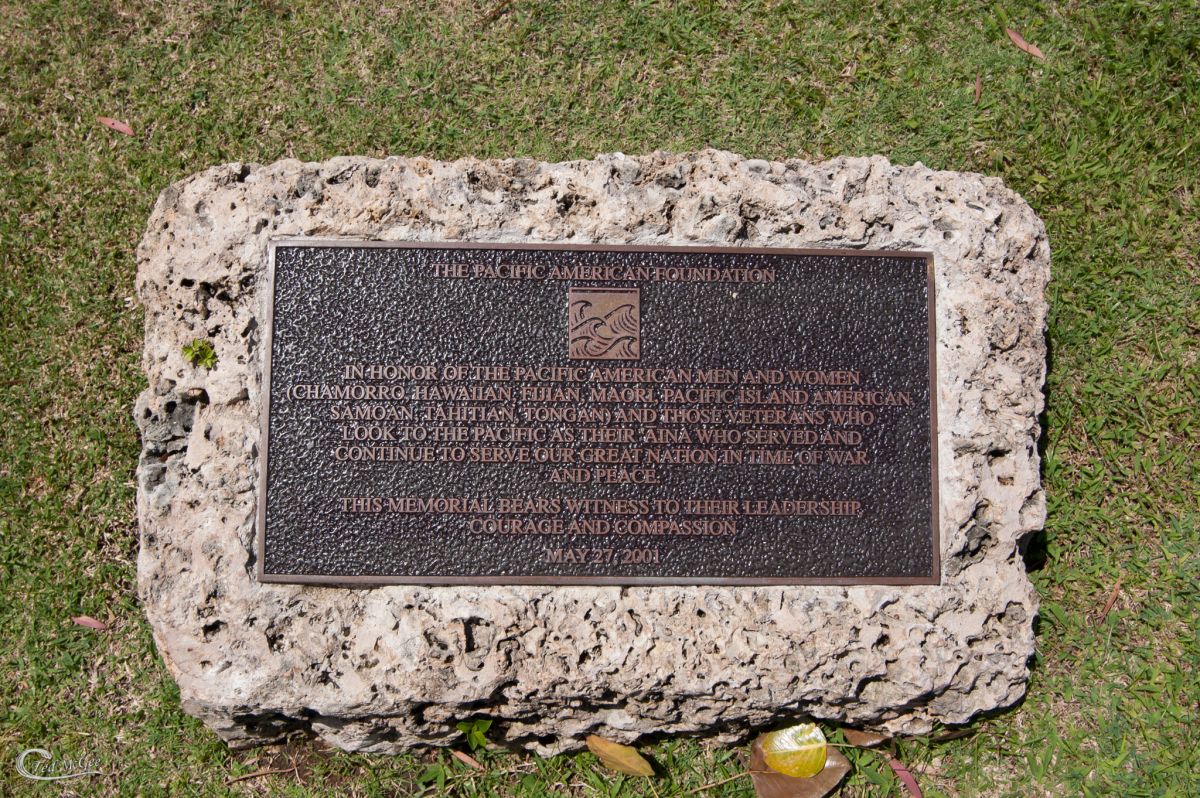 THE PACIFIC AMERICAN FOUNDATION
IN HONOR OF THE PACIFIC AMERICAN MEN AND WOMEN
(CHAMORRO, HAWAIIAN, FIJIAN, MAORI, PACIFIC ISLAND AMERICAN,
SAMOAN, TAHITIAN, TONGAN) AND THOSE VETERANS WHO
LOOK TO THE PACIFIC AS THEIR 'AINA WHO SERVED AND
CONTINUE TO SERVE OUR GREAT NATION IN TIME OF WAR
AND PEACE.
THIS MEMORIAL BEARS WITNESS TO THEIR LEADERSHIP,
COURAGE AND COMPASSION
MAY 27, 2001
Ted McGee